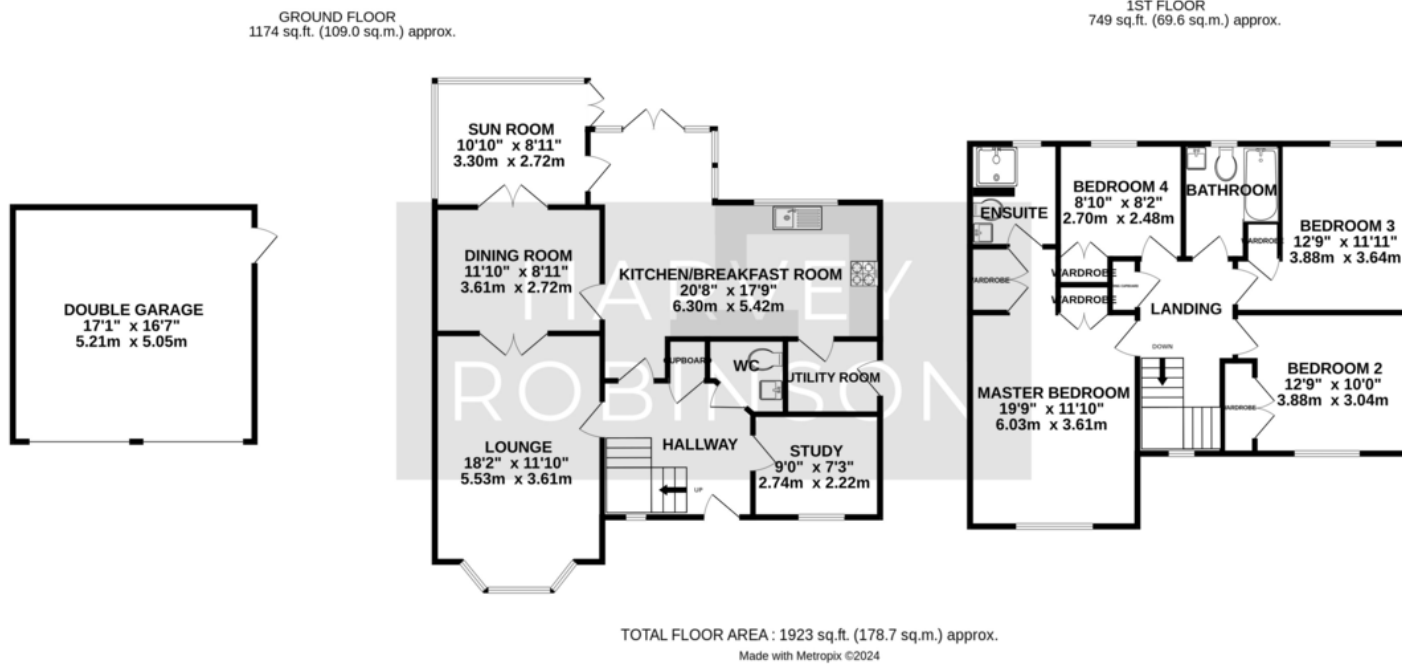 GROUND FLOOR
1174 sq.ft. (109.0 sq.m.) approx.
1ST FLOOR
749 sq.ft. (69.6 sq.m.) approx.
SUN ROOM
10'10" x 8'11"
3.30m x 2.72m
DINING ROOM
11'10" x 8'11"
3.61m x 2.72m
KITCHEN/BREAKFAST ROOM
20'8" x 17'9"
6.30m x 5.42m
DOUBLE GARAGE
17'1" x 16'7"
5.21m x 5.05m
CUPBOARD
WC
UTILITY ROOM
LOUNGE
18'2" x 11'10"
5.53m x 3.61m
HALLWAY
UP
STUDY
9'0" x 7'3"
2.74m x 2.22m
HARVEY
ROBINSON
ENSUITE
BEDROOM 4
8'10" x 8'2"
2.70m x 2.48m
BATHROOM
BEDROOM 3
12'9" x 11'11"
3.88m x 3.64m
WARDROBE
WARDROBE
WARDROBE
WARDROBE
LANDING
DOWN
MASTER BEDROOM
19'9" x 11'10"
6.03m x 3.61m
BEDROOM 2
12'9" x 10'0"
3.88m x 3.04m
WARDROBE
TOTAL FLOOR AREA : 1923 sq.ft. (178.7 sq.m.) approx.
Made with Metropix ©2024